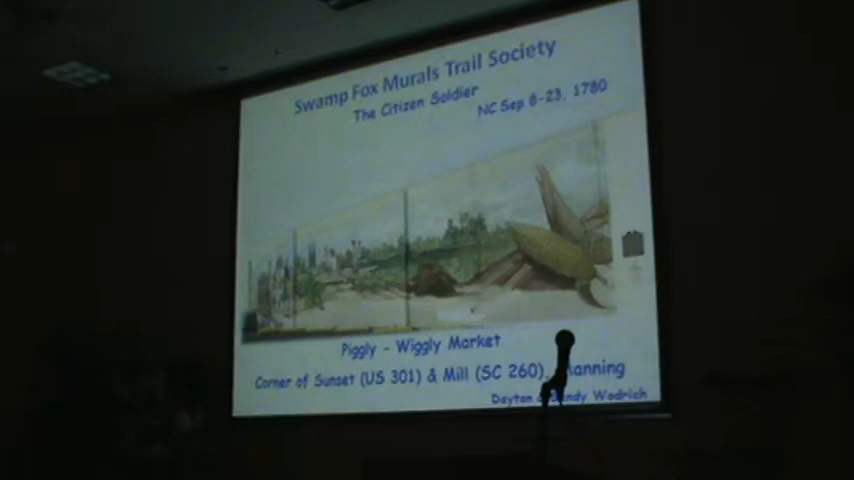 Swamp Fox Murals Trail Society
The Citizen Soldier
NC Sep 8-23, 1780
Piggly - Wiggly Market
Corner of Sunset (US 301) & Mill (SC 260),
Dayton Wodrich